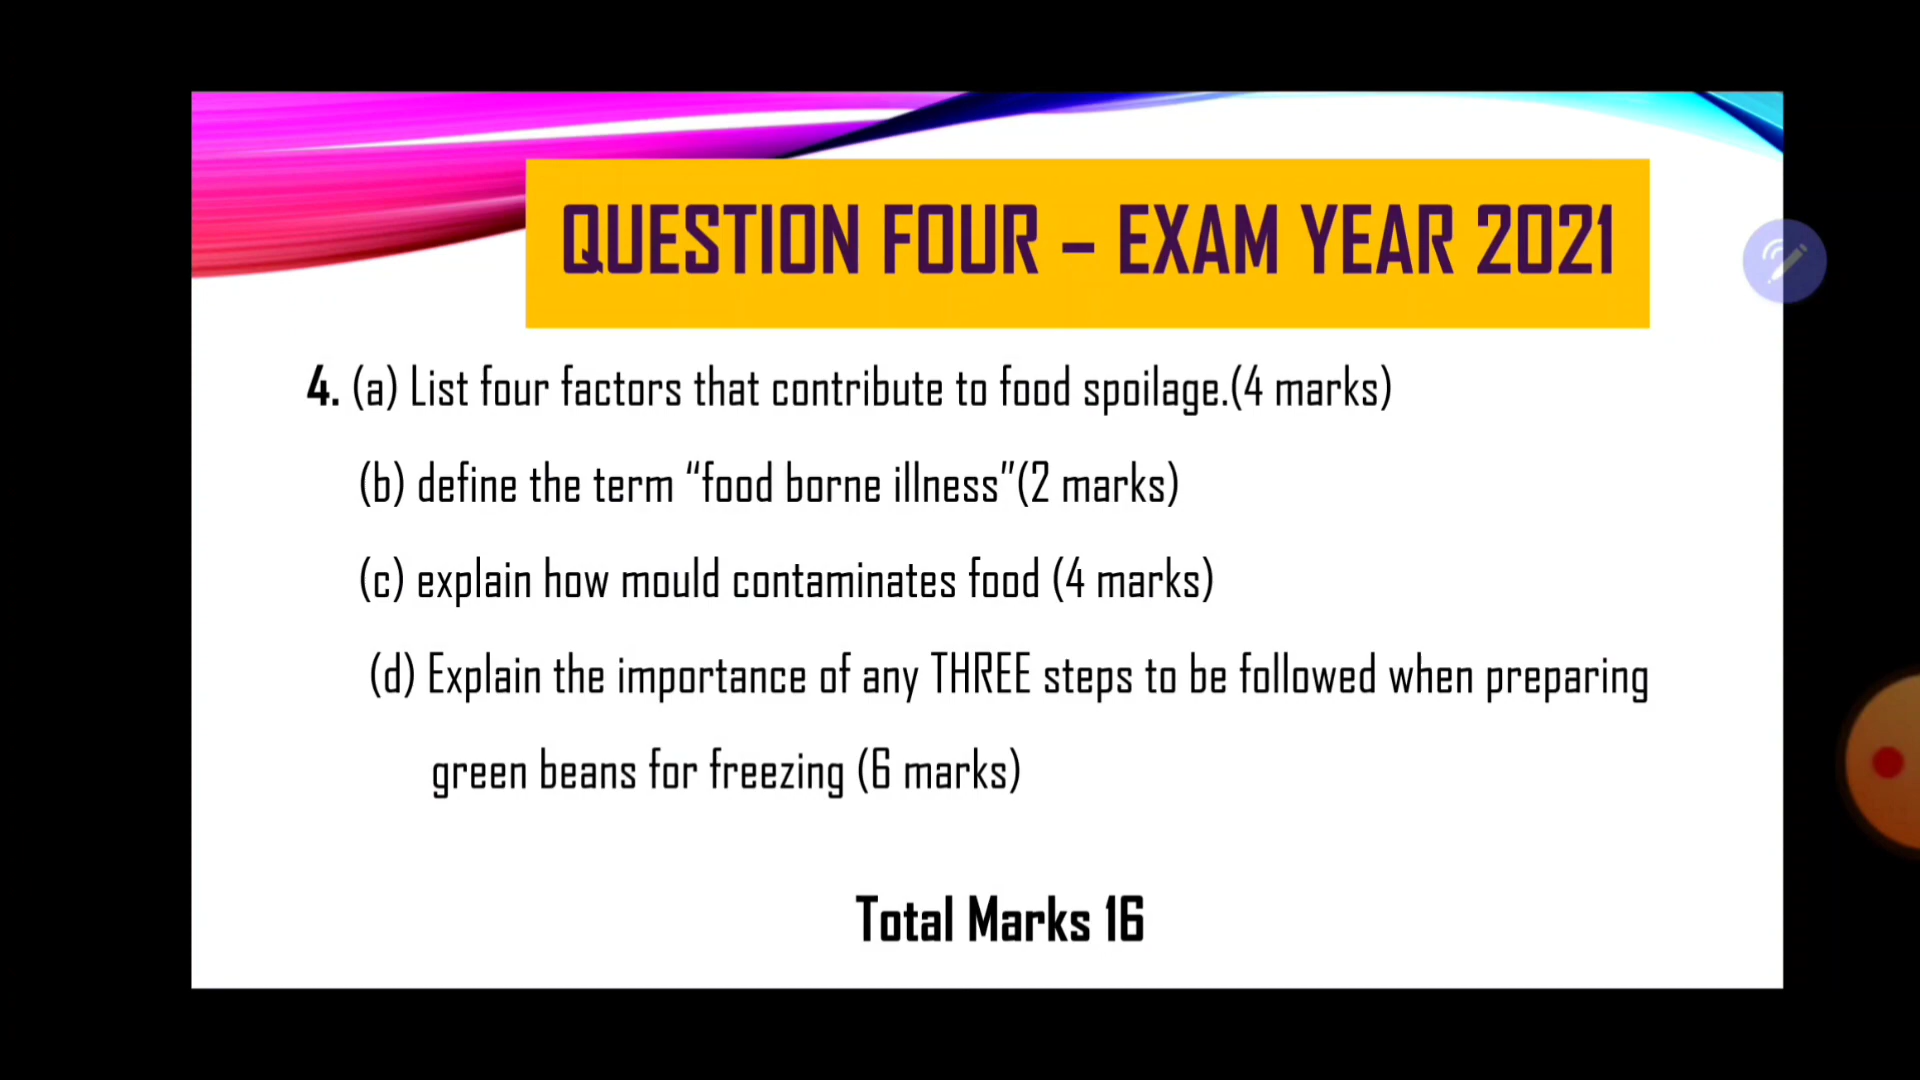 QUESTION FOUR – EXAM YEAR 2021
4. (a) List four factors that contribute to food spoilage.(4 marks)
(b) define the term “food borne illness”(2 marks)
(c) explain how mould contaminates food (4 marks)
(d) Explain the importance of any THREE steps to be followed when preparing
green beans for freezing (6 marks)
Total Marks 16